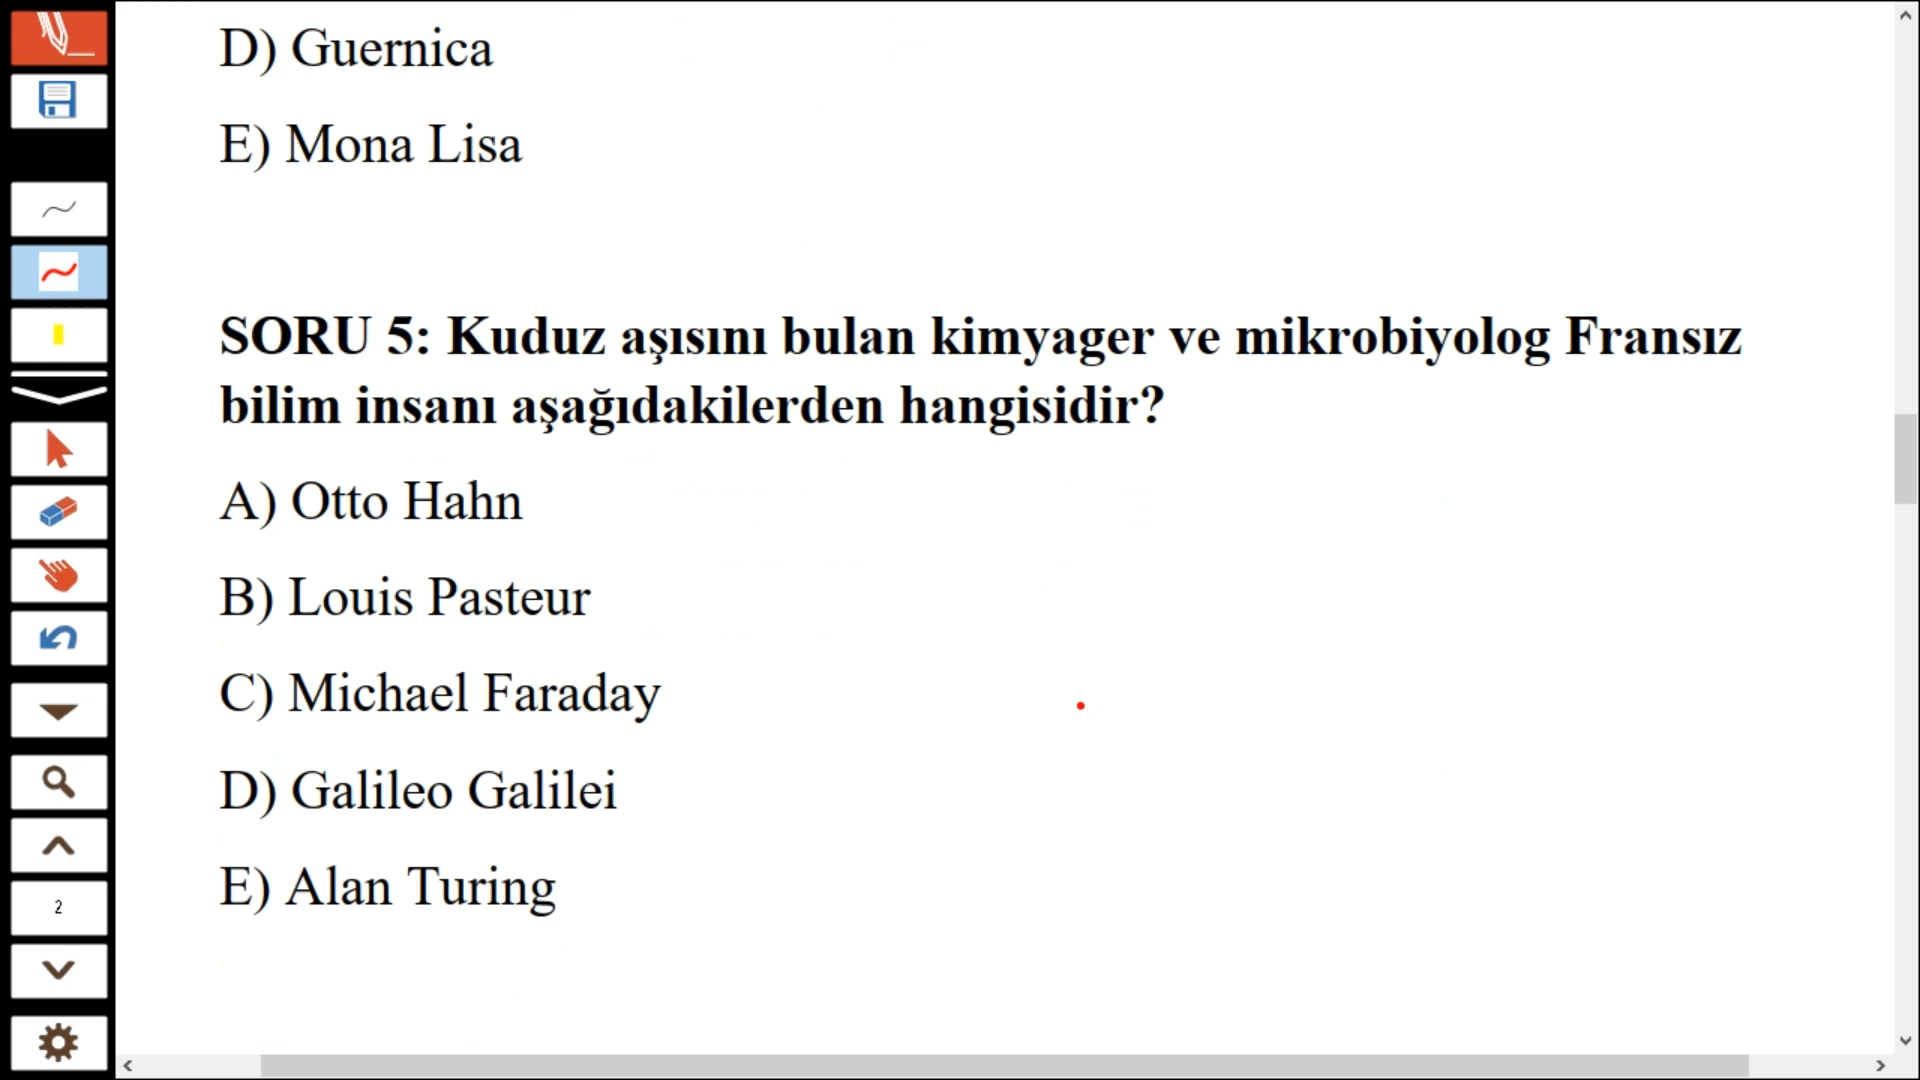 D) Guernica
E) Mona Lisa
SORU 5: Kuduz aşısını bulan kimyager ve mikrobiyolog Fransız
bilim insanı aşağıdakilerden hangisidir?
A) Otto Hahn
B) Louis Pasteur
C) Michael Faraday
D) Galileo Galilei
E) Alan Turing
2